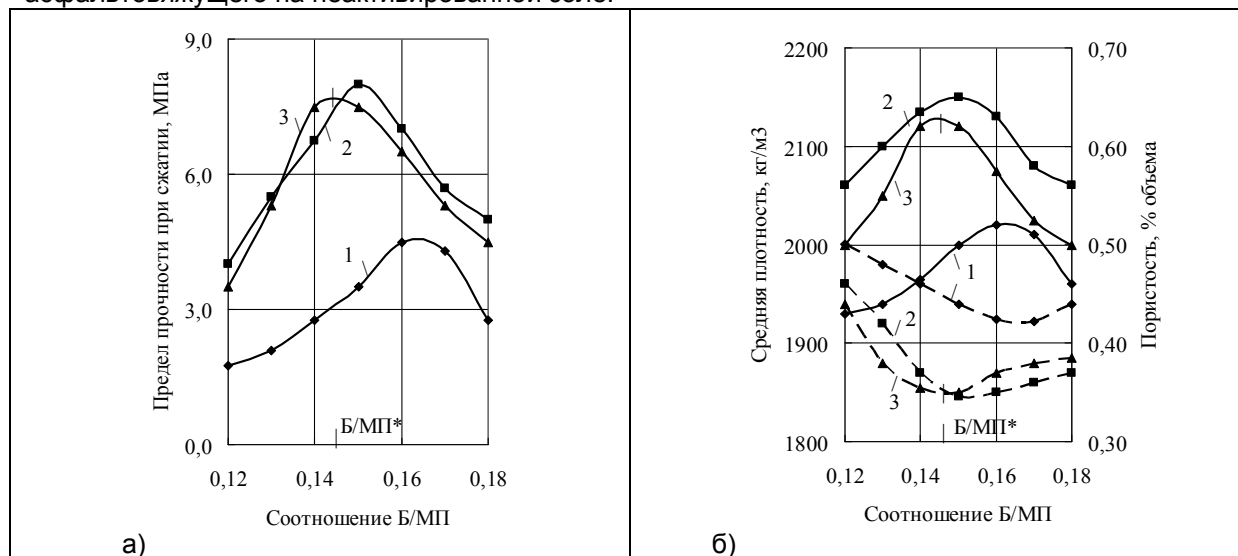 асфальтовяжущего на неактивированной золе.
Предел прочности при сжатии, МПа
9,0
6,0
3,0
0,0
3
2
1
Б/МП*
0,12 0,14 0,16 0,18
Соотношение Б/МП
а)
Средняя плотность, кг/м3
2200
2100
2000
1900
1800
2
3
1
2
3
Б/МП*
0,70
0,60
0,50
0,40
0,30
Пористость, % объема
0,12 0,14 0,16 0,18
Соотношение Б/МП
б)